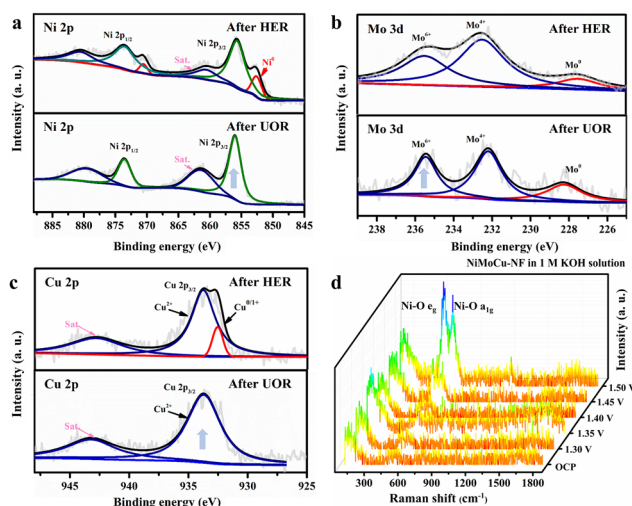 a
Ni 2p
After HER
Ni 2p1/2
Ni 2p3/2
Sat.
Ni0
Ni 2p
After UOR
Ni 2p1/2
Ni 2p3/2
Sat.
885 880 875 870 865 860 855 850 845
Binding energy (eV)
Intensity (a. u.)
b
Mo 3d
After HER
Mo6+
Mo4+
Mo0
Mo 3d
After UOR
Mo6+
Mo4+
Mo0
239 236 234 232 230 228 226
Binding energy (eV)
Intensity (a. u.)
c
Cu 2p
After HER
Cu 2p3/2
Cu2+
Cu0/1+
Sat.
Cu 2p
After UOR
Cu 2p3/2
Cu2+
Sat.
945 940 935 930 925
Binding energy (eV)
Intensity (a. u.)
NiMoCu-NF in 1 M KOH solution
d
Ni-O eg
Ni-O a1g
1.50 V
1.45 V
1.40 V
1.35 V
1.30 V
OCP
300 600 900 1200 1500 1800
Raman shift (cm-1)
Intensity (a. u.)